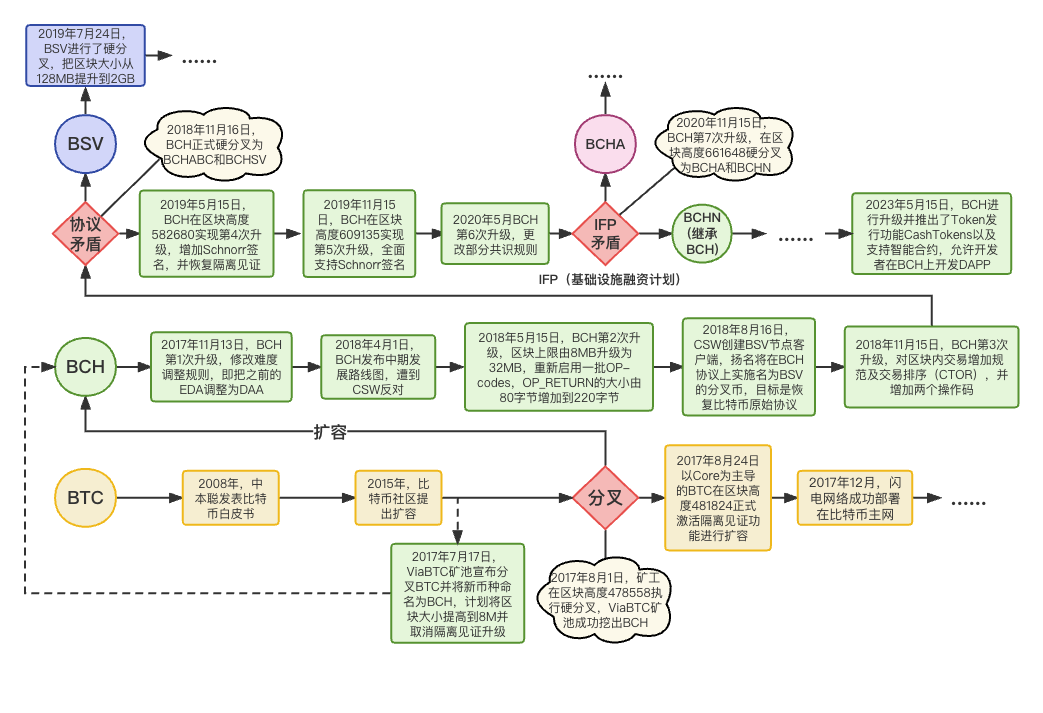 2019年7月24日，
BSV进行了硬分
叉，把区块大小从
128MB提升到2GB
......
BSV
2018年11月16日，
BCH正式硬分叉为
BCHABC和BCHSV
......
BCHA
2020年11月15日，
BCH第7次升级，在区
块高度661648硬分叉
为BCHA和BCHN
协议
矛盾
2019年5月15日，
BCH在区块高度
582680实现第4次升
级，增加Schnorr签
名，并恢复隔离见证
2019年11月15
日，BCH在区块
高度609135实现
第5次升级，全面
支持Schnorr签名
2020年5月BCH
第6次升级，更
改部分共识规则
IFP
矛盾
BCHN
(继承
BCH)
......
2023年5月15日，BCH进
行升级并推出了Token发
行功能CashTokens以及
支持智能合约，允许开发
者在BCH上开发DAPP
IFP（基础设施融资计划）
BCH
2017年11月13日，BCH
第1次升级，修改难度
调整规则，即把之前的
EDA调整为DAA
2018年4月1日，
BCH发布中期发
展路线图，遭到
CSW反对
2018年5月15日，BCH第2次升
级，区块上限由8MB升级为
32MB，重新启用一批OP-
codes，OP_RETURN的大小由
80字节增加到220字节
2018年8月16日，
CSW创建BSV节点客
户端，扬名将在BCH
协议上实施名为BSV
的分叉币，目标是恢
复比特币原始协议
2018年11月15日，BCH第3次
升级，对区块内交易增加规
范及交易排序（CTOR），并
增加两个操作码
扩容
BTC
2008年，中
本聪发表比特
币白皮书
2015年，比
特币社区提
出扩容
分叉
2017年8月24日
以Core为主导
的BTC在区块高
度481824正式
激活隔离见证功
能进行扩容
2017年12月，闪
电网络成功部署
在比特币主网
......
2017年7月17日，
ViaBTC矿池宣布分
叉BTC并将新币种命
名为BCH，计划将区
块大小提高到8M并
取消隔离见证升级
2017年8月1日，矿工
在区块高度478558执
行硬分叉，ViaBTC矿
池成功挖出BCH